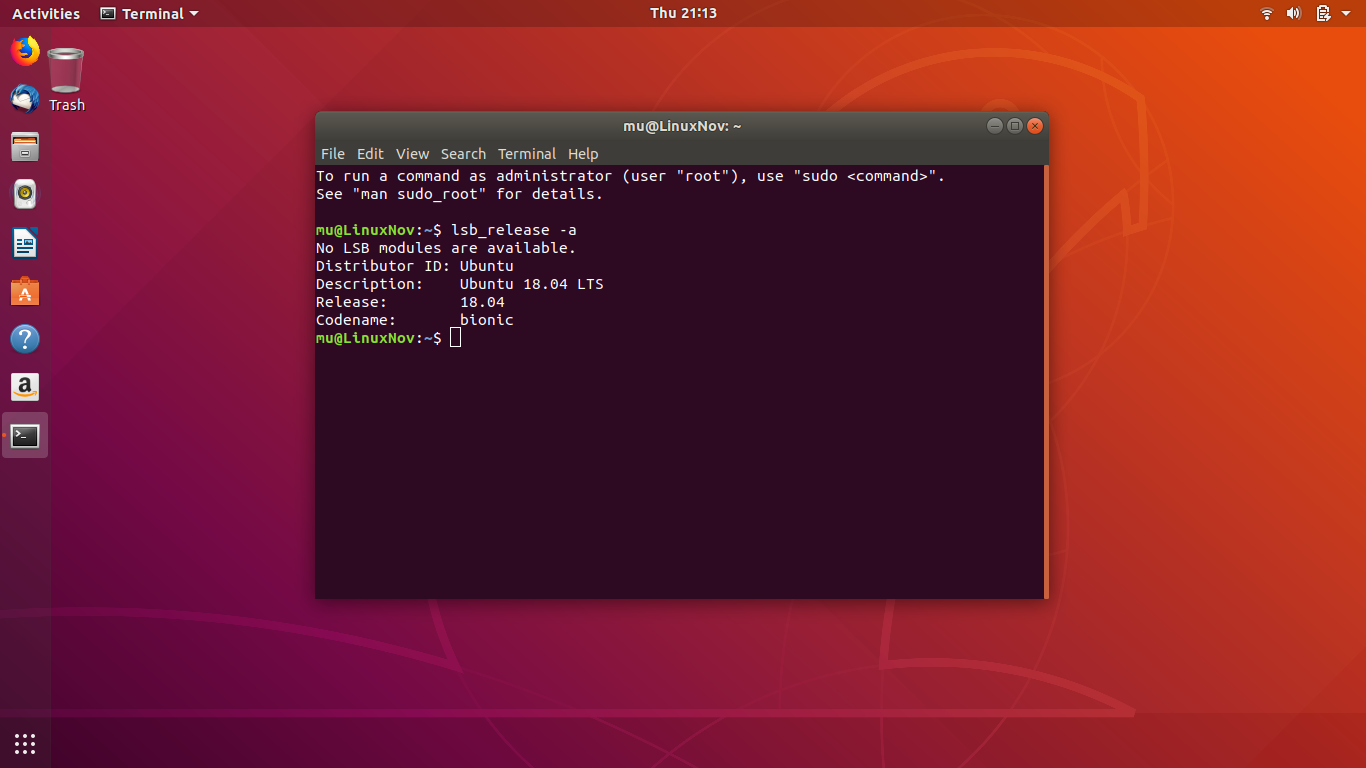 Activities Terminal Thu 21:13
Trash
mu@LinuxNov: ~
File Edit View Search Terminal Help
To run a command as administrator (user "root"), use "sudo <command>".
See "man sudo_root" for details.
mu@LinuxNov:~$ lsb_release -a
No LSB modules are available.
Distributor ID: Ubuntu
Description:    Ubuntu 18.04 LTS
Release:        18.04
Codename:       bionic
mu@LinuxNov:~$